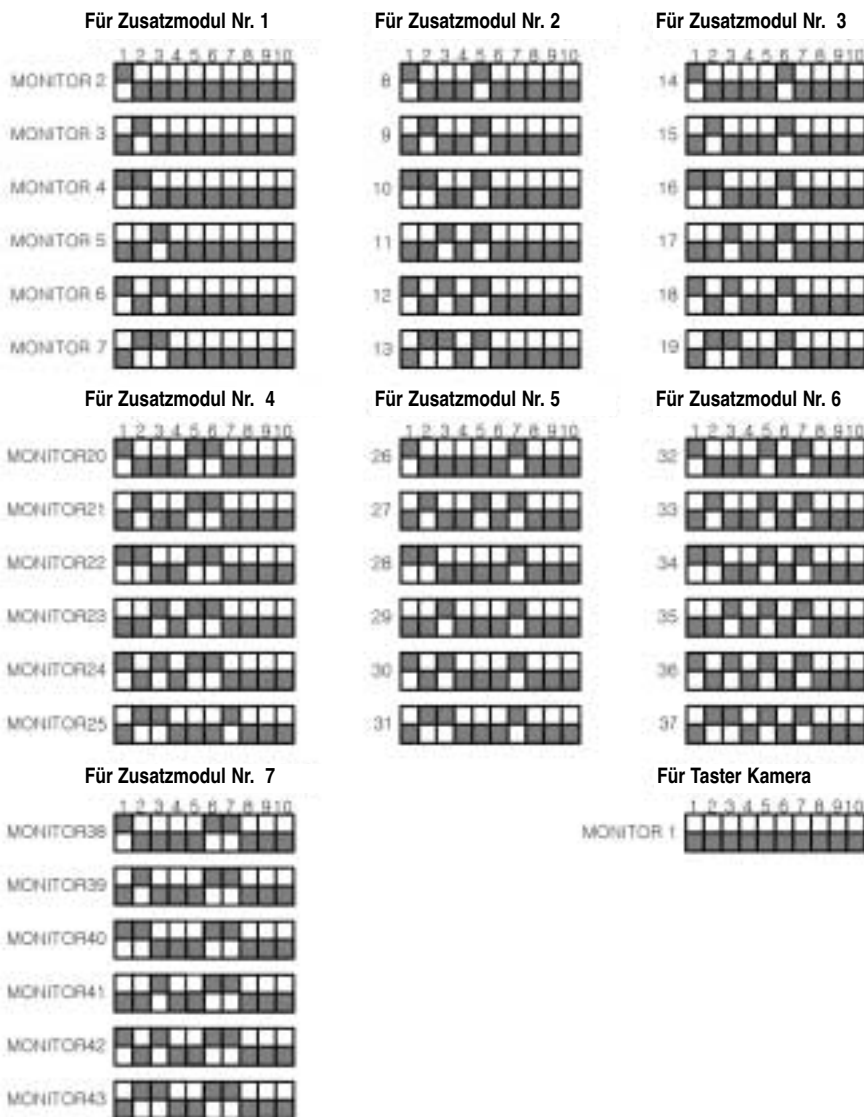 Für Zusatzmodul Nr. 1
1 2 3 4 5 6 7 8 9 10
MONITOR 2
MONITOR 3
MONITOR 4
MONITOR 5
MONITOR 6
MONITOR 7
Für Zusatzmodul Nr. 2
1 2 3 4 5 6 7 8 9 10
8
9
10
11
12
13
Für Zusatzmodul Nr. 3
1 2 3 4 5 6 7 8 9 10
14
15
16
17
18
19
Für Zusatzmodul Nr. 4
1 2 3 4 5 6 7 8 9 10
MONITOR20
MONITOR21
MONITOR22
MONITOR23
MONITOR24
MONITOR25
Für Zusatzmodul Nr. 5
1 2 3 4 5 6 7 8 9 10
26
27
28
29
30
31
Für Zusatzmodul Nr. 6
1 2 3 4 5 6 7 8 9 10
32
33
34
35
36
37
Für Zusatzmodul Nr. 7
1 2 3 4 5 6 7 8 9 10
MONITOR38
MONITOR39
MONITOR40
MONITOR41
MONITOR42
MONITOR43
Für Taster Kamera
1 2 3 4 5 6 7 8 9 10
MONITOR 1